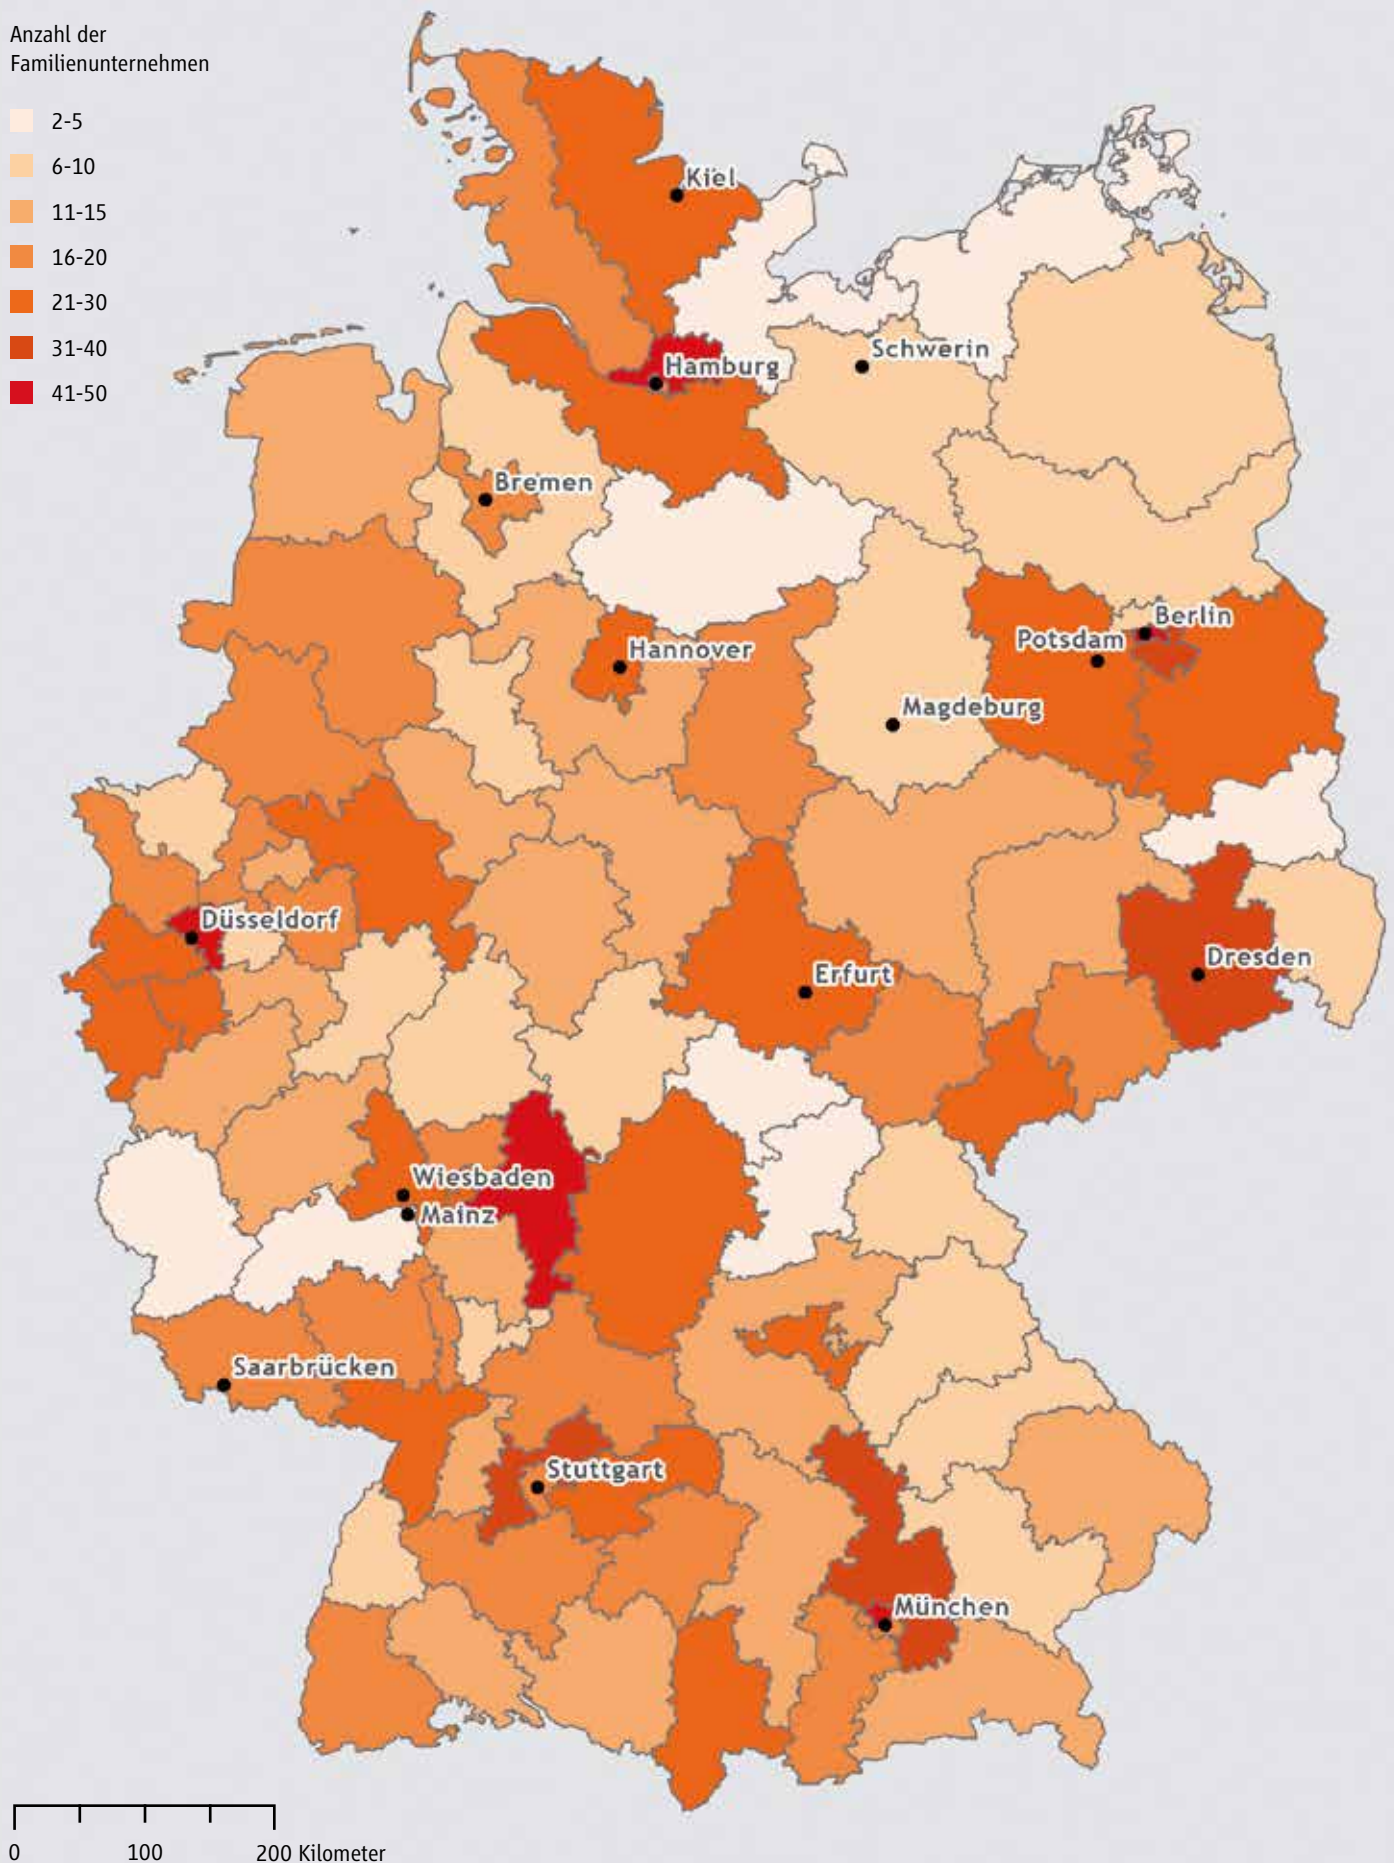 Anzahl der
Familienunternehmen
2-5
6-10
11-15
16-20
21-30
31-40
41-50
Kiel
Schwerin
Hamburg
Bremen
Berlin
Potsdam
Hannover
Magdeburg
Düsseldorf
Dresden
Erfurt
Wiesbaden
Mainz
Saarbrücken
Stuttgart
München
0 100 200 Kilometer